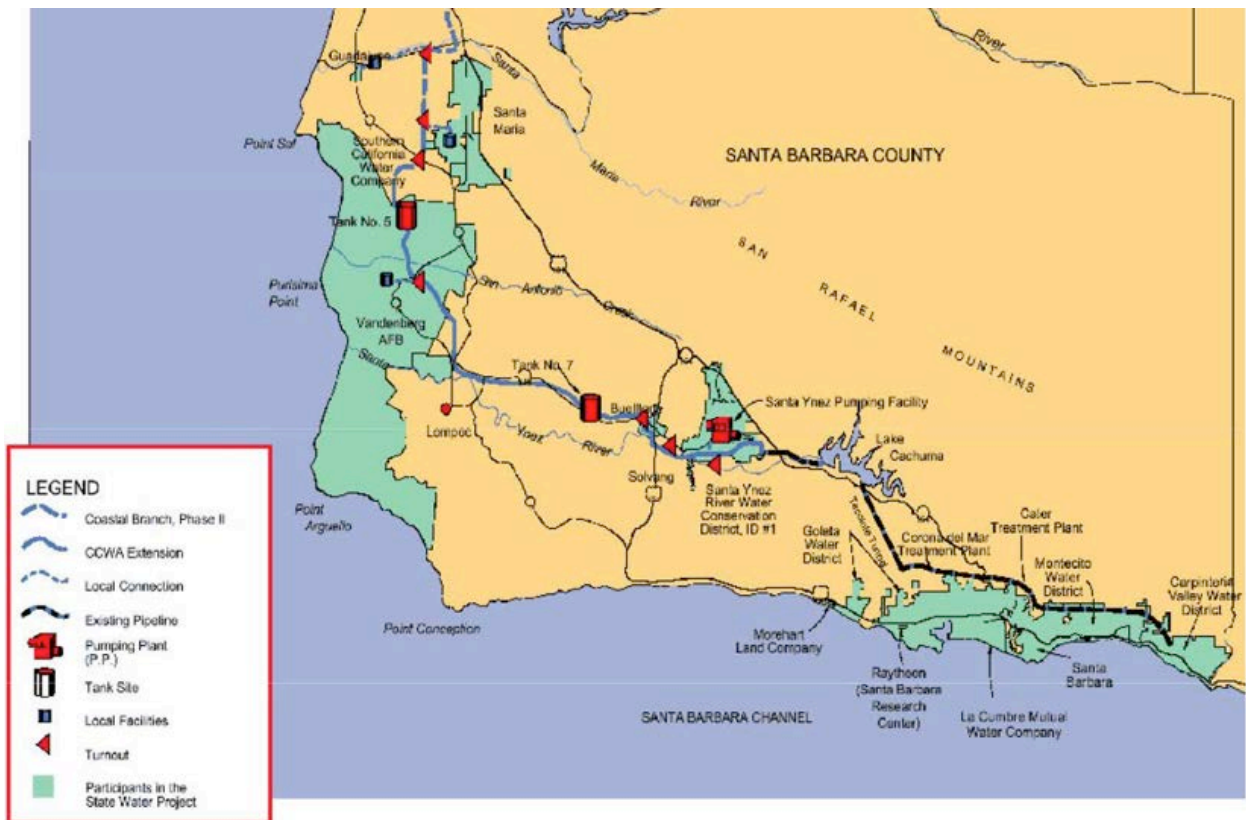 River
Guadalupe
Santa
Maria
River
Santa
Maria
Point Sal
Southern
California
Water
Company
SANTA BARBARA COUNTY
Tank No. 5
SAN
RAFAEL
MOUNTAINS
Purisima
Point
San
Antonio
Creek
Vandenberg
AFB
Santa
Ynez
River
Tank No. 7
Buellton
Santa Ynez Pumping Facility
Lompoc
Solvang
Lake
Cachuma
Santa Ynez
River Water
Conservation
District, ID #1
Point
Arguello
Tecolote Tunnel
Goleta
Water
District
Corona del Mar
Treatment Plant
Cater
Treatment Plant
Montecito
Water
District
Carpinteria
Valley Water
District
Point Conception
Morehart
Land Company
Raytheon
(Santa Barbara
Research
Center)
La Cumbre Mutual
Water Company
Santa
Barbara
SANTA BARBARA CHANNEL
LEGEND
Coastal Branch, Phase II
CCWA Extension
Local Connection
Existing Pipeline
Pumping Plant
(P.P.)
Tank Site
Local Facilities
Turnout
Participants in the
State Water Project